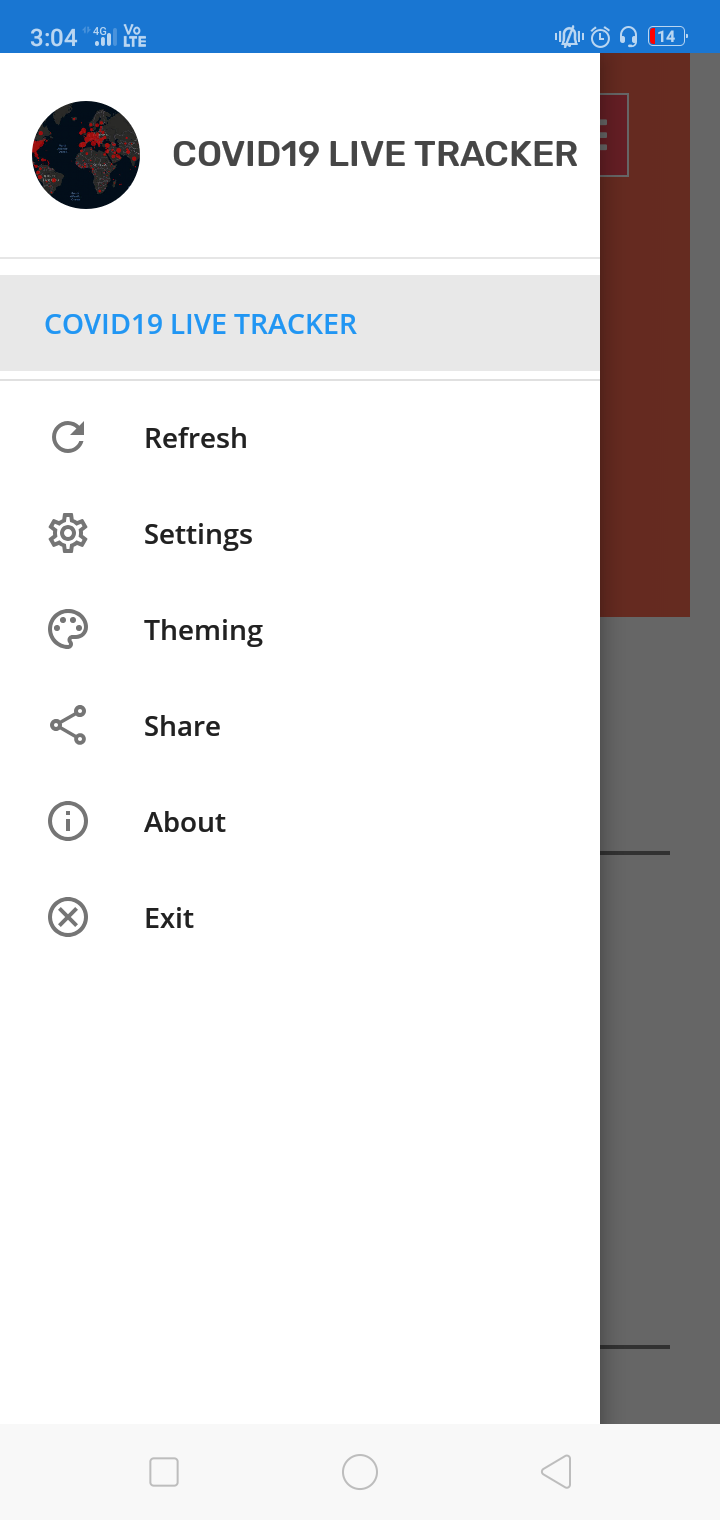 3:04 4G Vo LTE 14
COVID19 LIVE TRACKER
COVID19 LIVE TRACKER
Refresh
Settings
Theming
Share
About
Exit